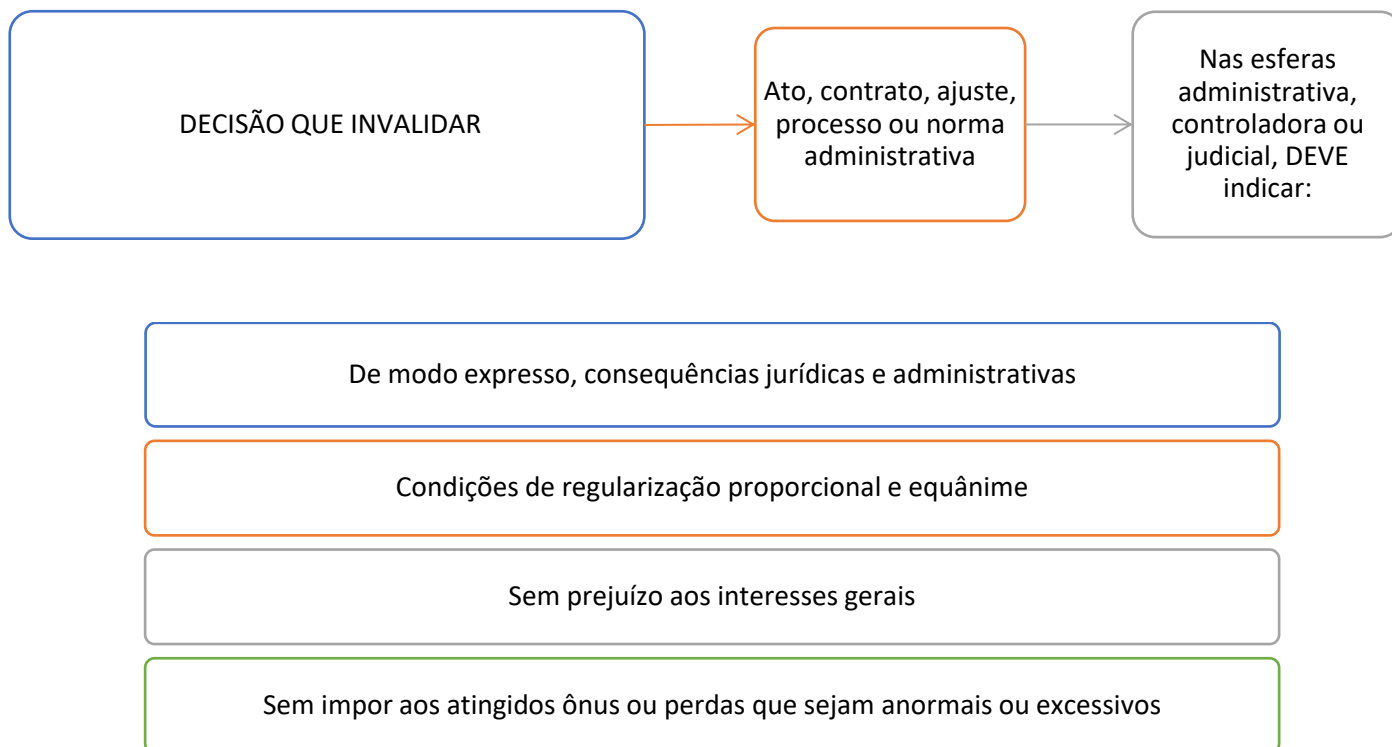 DECISÃO QUE INVALIDAR
Ato, contrato, ajuste,
processo ou norma
administrativa
Nas esferas
administrativa,
controladora ou
judicial, DEVE
indicar:
De modo expresso, consequências jurídicas e administrativas
Condições de regularização proporcional e equânime
Sem prejuízo aos interesses gerais
Sem impor aos atingidos ônus ou perdas que sejam anormais ou excessivos